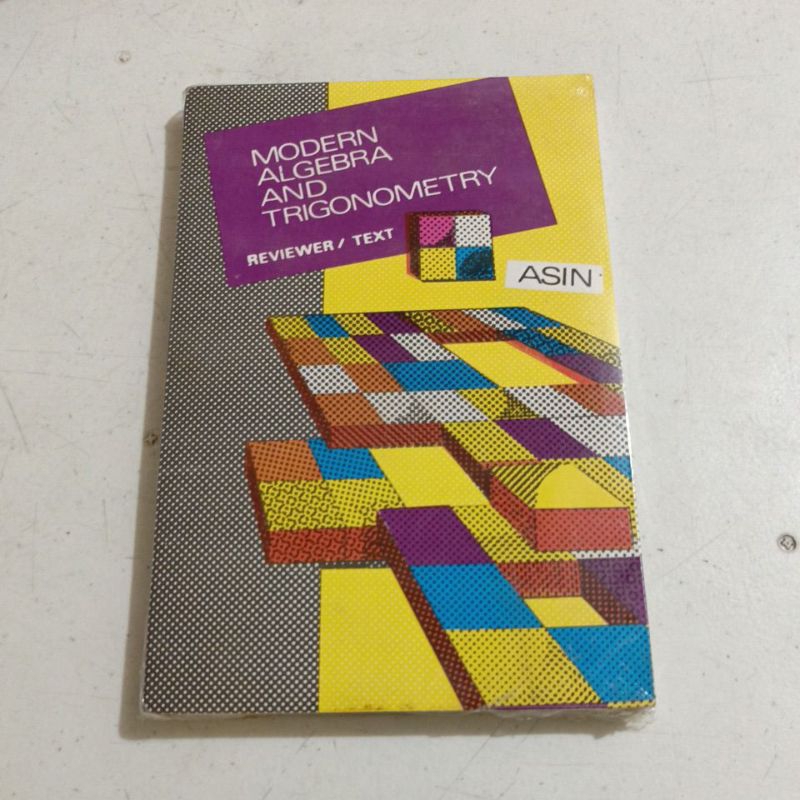 MODERN
ALGEBRA
AND
TRIGONOMETRY
REVIEWER / TEXT
ASIN